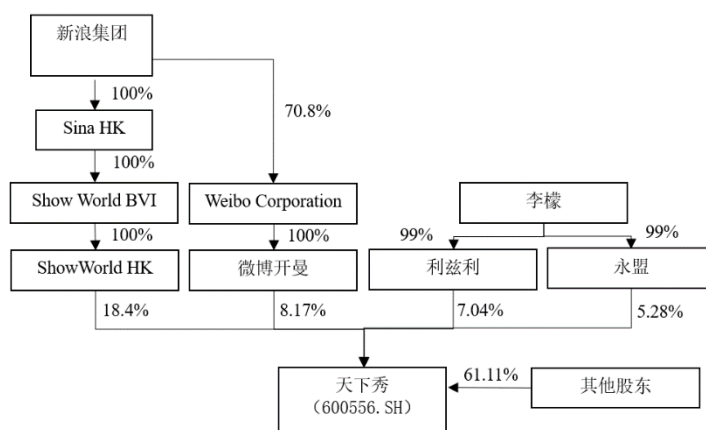 新浪集团
100%
70.8%
Sina HK
100%
Show World BVI
Weibo Corporation
李檬
100%
100%
99%
99%
ShowWorld HK
微博开曼
利兹利
永盟
18.4%
8.17%
7.04%
5.28%
天下秀
（600556.SH）
61.11%
其他股东